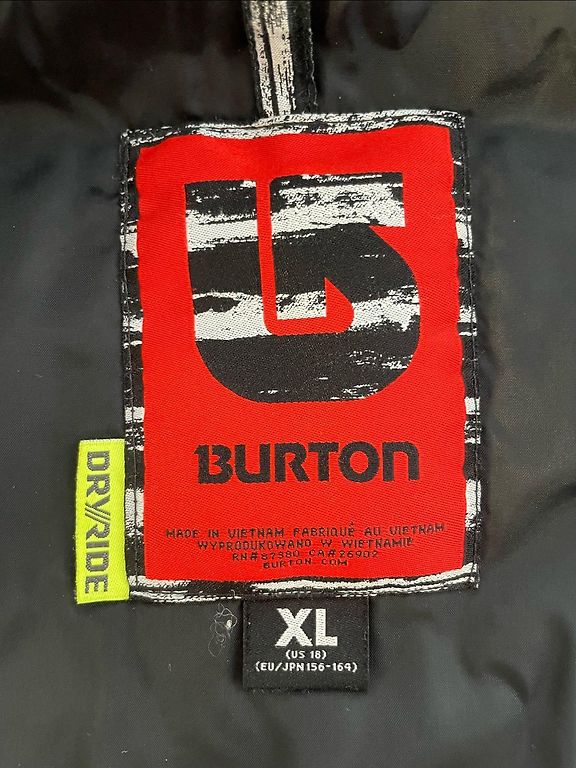 BURTON
MADE IN VIETNAM FABRIQUÉ AU VIETNAM
WYPRODUKOWANO W WIETNAMIE
RN#87980 CA#26902
BURTON.COM
DRY//RIDE
XL
(US 18)
(EU/JPN 156-164)